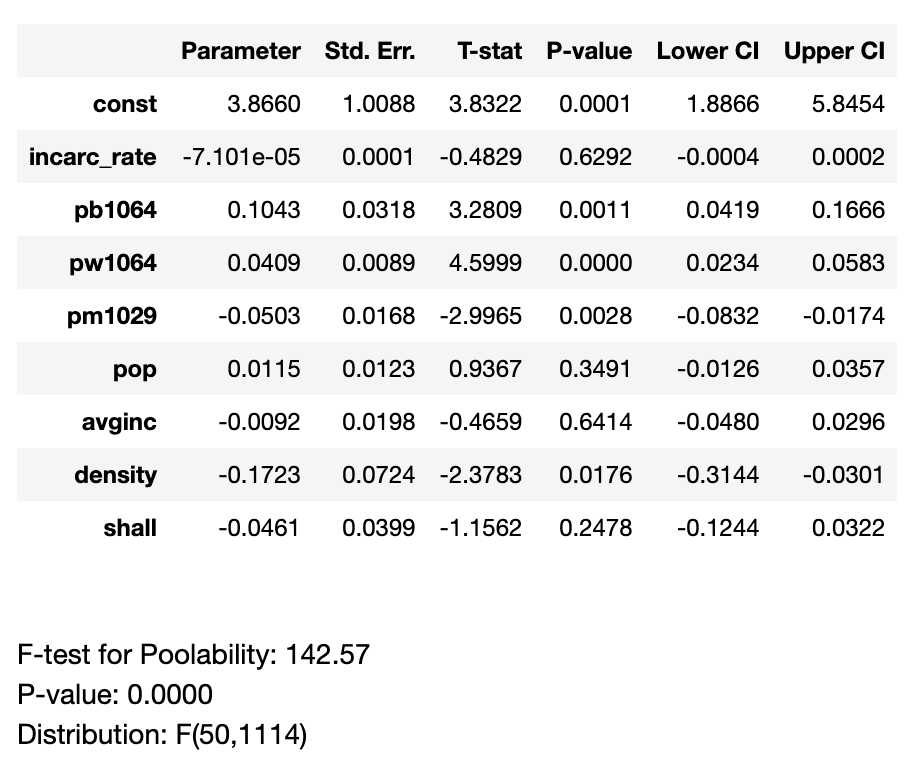 Parameter Std. Err. T-stat P-value Lower CI Upper CI
const 3.8660 1.0088 3.8322 0.0001 1.8866 5.8454
incarc_rate -7.101e-05 0.0001 -0.4829 0.6292 -0.0004 0.0002
pb1064 0.1043 0.0318 3.2809 0.0011 0.0419 0.1666
pw1064 0.0409 0.0089 4.5999 0.0000 0.0234 0.0583
pm1029 -0.0503 0.0168 -2.9965 0.0028 -0.0832 -0.0174
pop 0.0115 0.0123 0.9367 0.3491 -0.0126 0.0357
avginc -0.0092 0.0198 -0.4659 0.6414 -0.0480 0.0296
density -0.1723 0.0724 -2.3783 0.0176 -0.3144 -0.0301
shall -0.0461 0.0399 -1.1562 0.2478 -0.1244 0.0322
F-test for Poolability: 142.57
P-value: 0.0000
Distribution: F(50,1114)